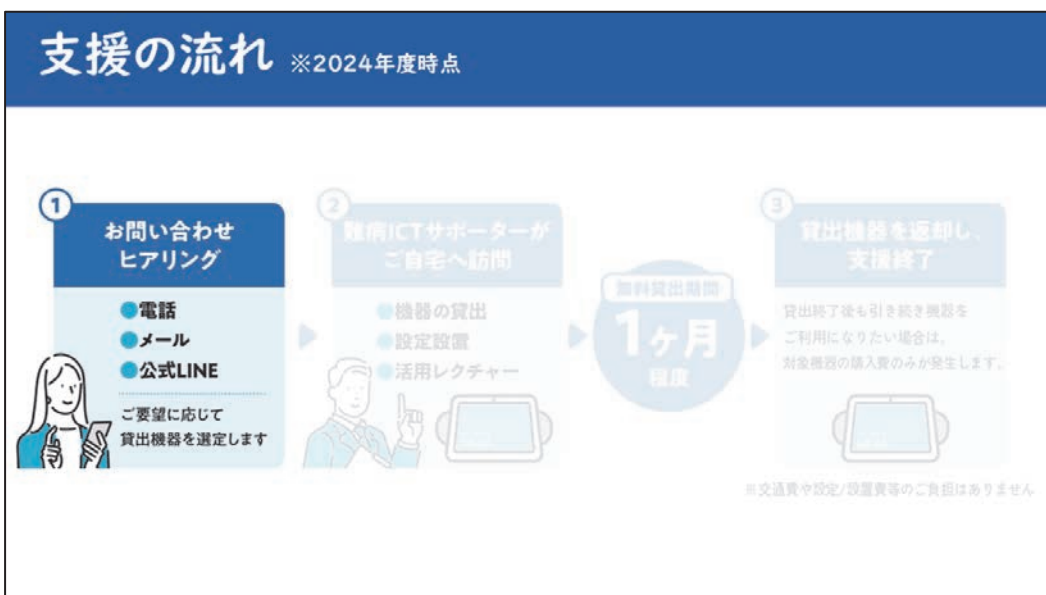 支援の流れ ※2024年度時点
1
お問い合わせ
ヒアリング
●電話
●メール
●公式LINE
ご要望に応じて
貸出機器を選定します
2
難病ICTサポーターが
ご自宅へ訪問
●機器の貸出
●設定設置
●活用レクチャー
無料貸出期間
1ヶ月
程度
3
貸出機器を返却し、
支援終了
貸出終了後も引き続き機器を
ご利用になりたい場合は、
対象機器の購入費のみが発生します。
※交通費や設定/設置費等のご負担はありません